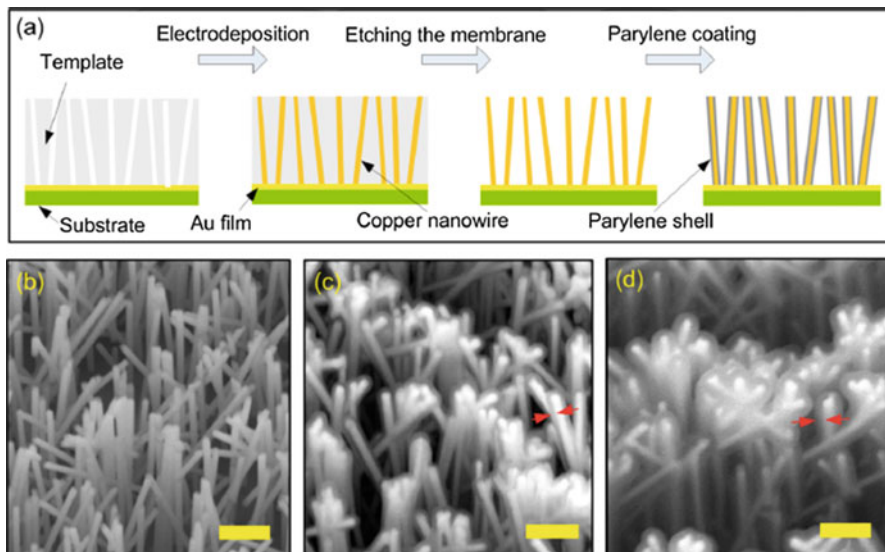 (a)
Electrodeposition
Etching the membrane
Parylene coating
Template
Substrate
Au film
Copper nanowire
Parylene shell
(b)
(c)
(d)